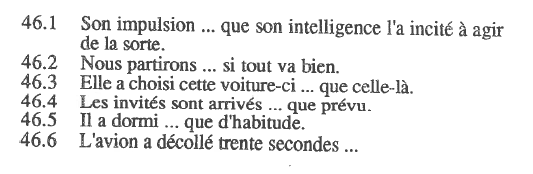 46.1 Son impulsion ... que son intelligence l'a incité à agir
de la sorte.
46.2 Nous partirons ... si tout va bien.
46.3 Elle a choisi cette voiture-ci ... que celle-là.
46.4 Les invités sont arrivés ... que prévu.
46.5 Il a dormi ... que d'habitude.
46.6 L'avion a décollé trente secondes ...